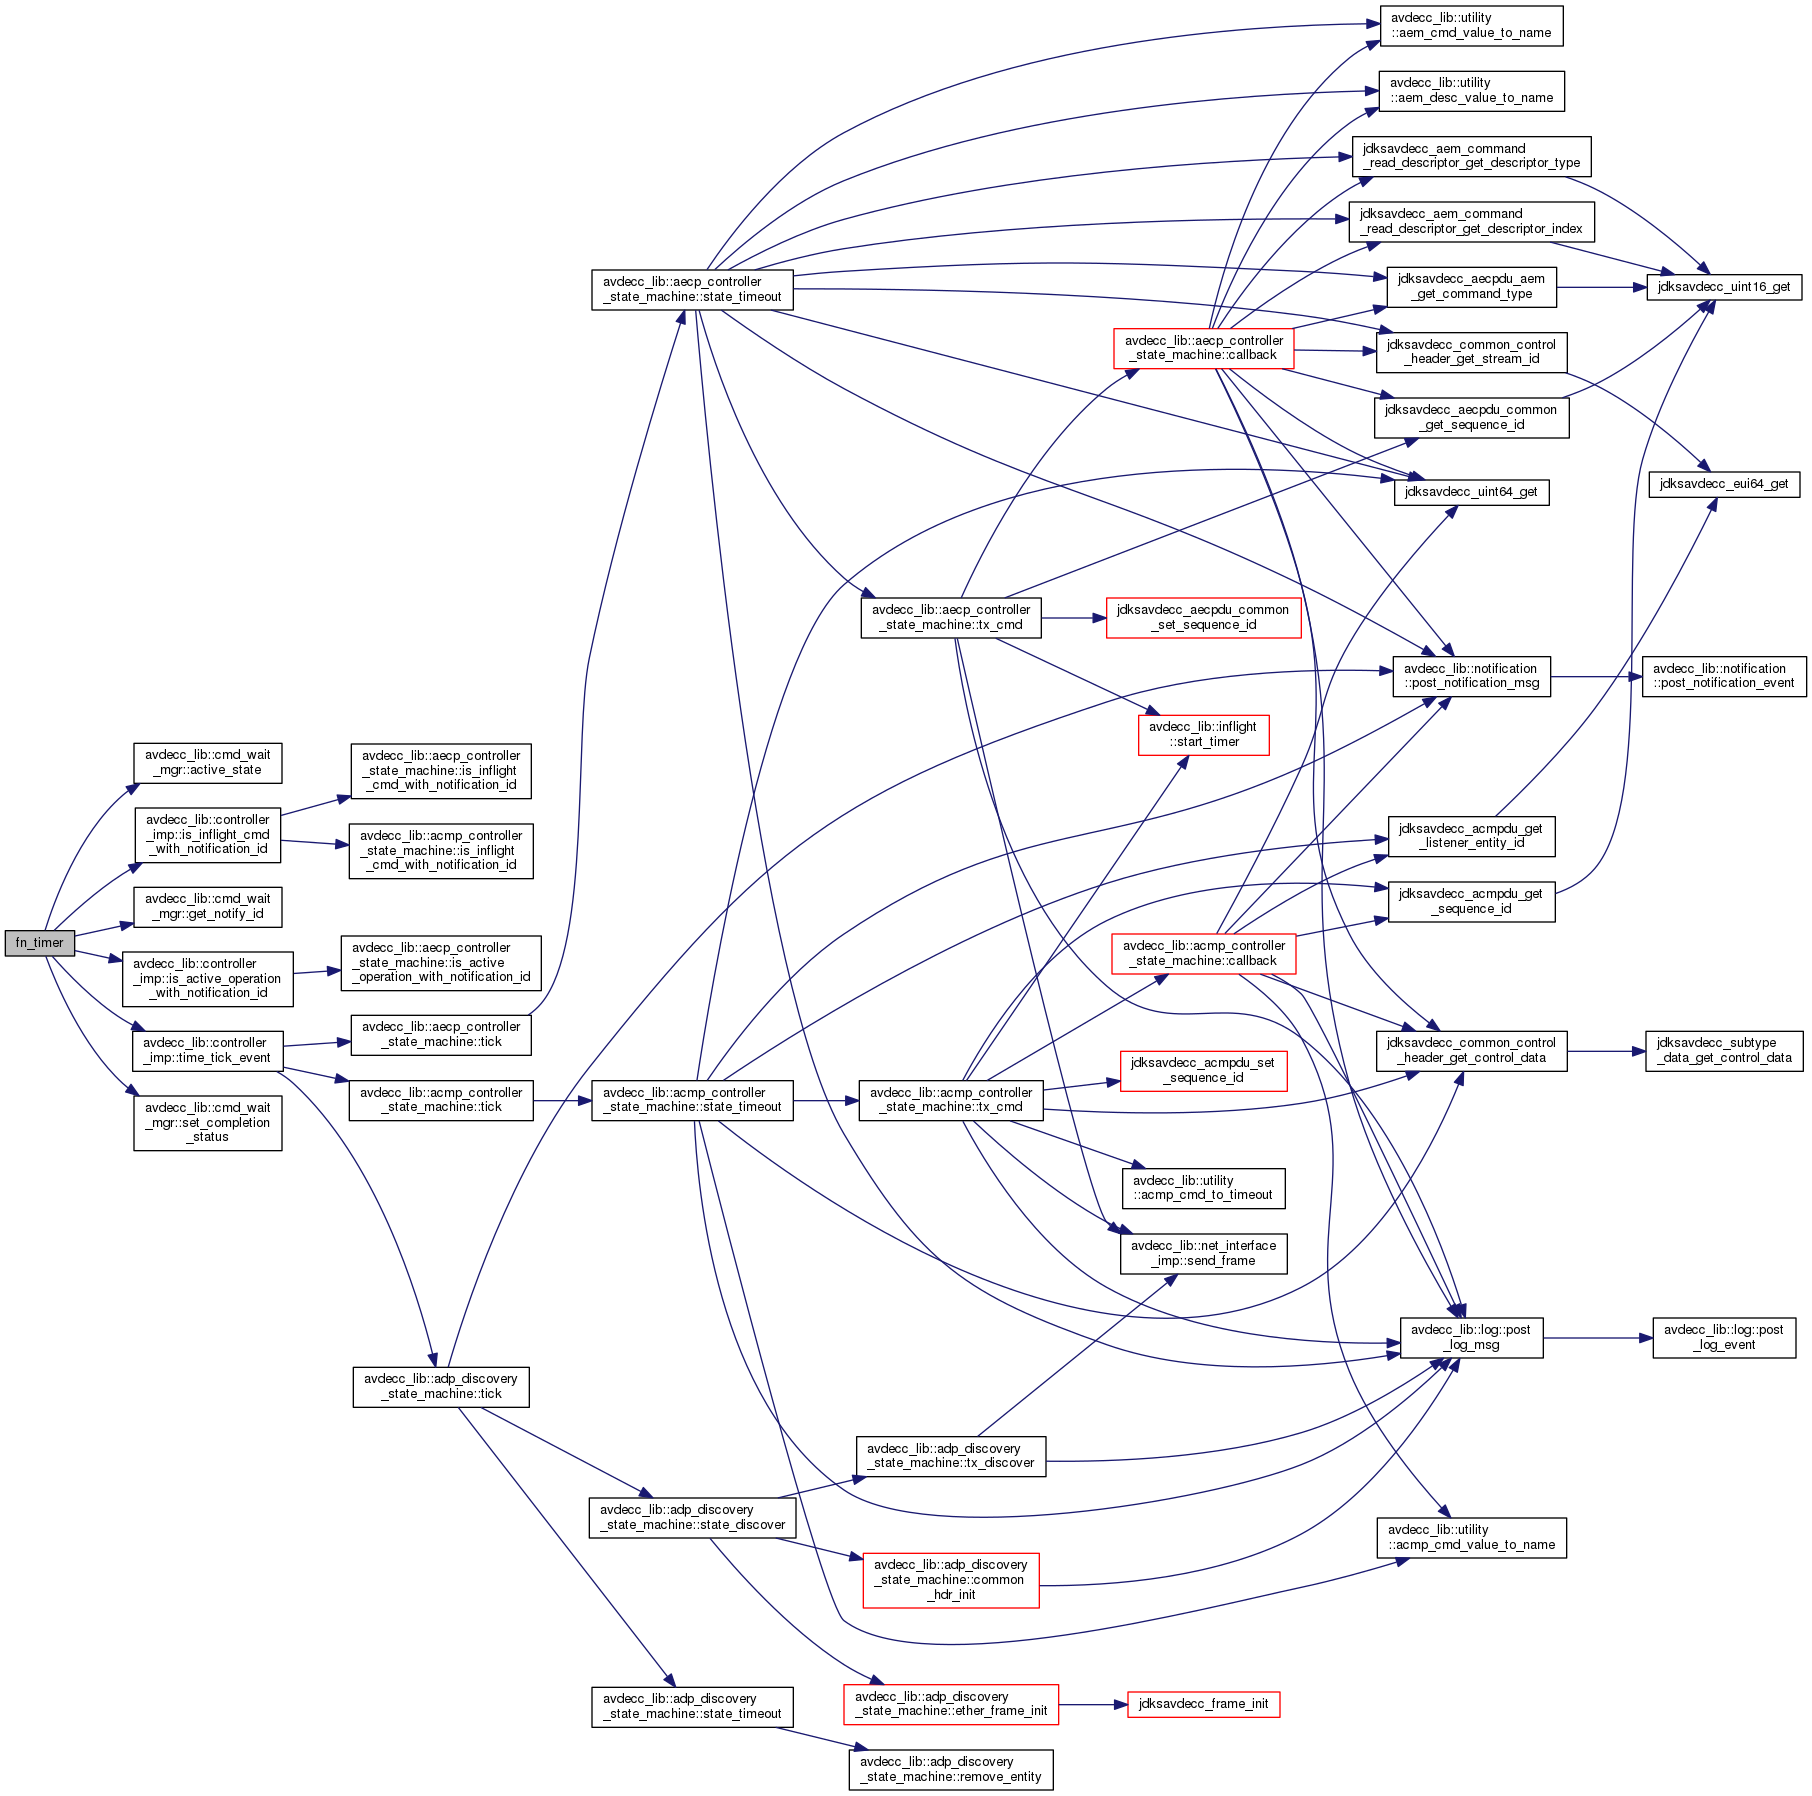 fn_timer
avdecc_lib::cmd_wait
_mgr::active_state
avdecc_lib::controller
_imp::is_inflight_cmd
_with_notification_id
avdecc_lib::cmd_wait
_mgr::get_notify_id
avdecc_lib::controller
_imp::is_active_operation
_with_notification_id
avdecc_lib::controller
_imp::time_tick_event
avdecc_lib::cmd_wait
_mgr::set_completion
_status
avdecc_lib::aecp_controller
_state_machine::is_inflight
_cmd_with_notification_id
avdecc_lib::acmp_controller
_state_machine::is_inflight
_cmd_with_notification_id
avdecc_lib::aecp_controller
_state_machine::is_active
_operation_with_notification_id
avdecc_lib::aecp_controller
_state_machine::tick
avdecc_lib::acmp_controller
_state_machine::tick
avdecc_lib::adp_discovery
_state_machine::tick
avdecc_lib::aecp_controller
_state_machine::state_timeout
avdecc_lib::acmp_controller
_state_machine::state_timeout
avdecc_lib::adp_discovery
_state_machine::state_discover
avdecc_lib::adp_discovery
_state_machine::state_timeout
avdecc_lib::aecp_controller
_state_machine::tx_cmd
avdecc_lib::acmp_controller
_state_machine::tx_cmd
avdecc_lib::adp_discovery
_state_machine::tx_discover
avdecc_lib::adp_discovery
_state_machine::common
_hdr_init
avdecc_lib::adp_discovery
_state_machine::ether_frame_init
avdecc_lib::adp_discovery
_state_machine::remove_entity
avdecc_lib::aecp_controller
_state_machine::callback
jdksavdecc_aecpdu_common
_set_sequence_id
avdecc_lib::inflight
::start_timer
avdecc_lib::acmp_controller
_state_machine::callback
jdksavdecc_acmpdu_set
_sequence_id
avdecc_lib::utility
::acmp_cmd_to_timeout
avdecc_lib::net_interface
_imp::send_frame
jdksavdecc_frame_init
avdecc_lib::utility
::aem_cmd_value_to_name
avdecc_lib::utility
::aem_desc_value_to_name
jdksavdecc_aem_command
_read_descriptor_get_descriptor_type
jdksavdecc_aem_command
_read_descriptor_get_descriptor_index
jdksavdecc_aecpdu_aem
_get_command_type
jdksavdecc_common_control
_header_get_stream_id
jdksavdecc_aecpdu_common
_get_sequence_id
jdksavdecc_uint64_get
avdecc_lib::notification
::post_notification_msg
jdksavdecc_acmpdu_get
_listener_entity_id
jdksavdecc_acmpdu_get
_sequence_id
jdksavdecc_common_control
_header_get_control_data
avdecc_lib::log::post
_log_msg
avdecc_lib::utility
::acmp_cmd_value_to_name
jdksavdecc_uint16_get
jdksavdecc_eui64_get
avdecc_lib::notification
::post_notification_event
jdksavdecc_subtype
_data_get_control_data
avdecc_lib::log::post
_log_event